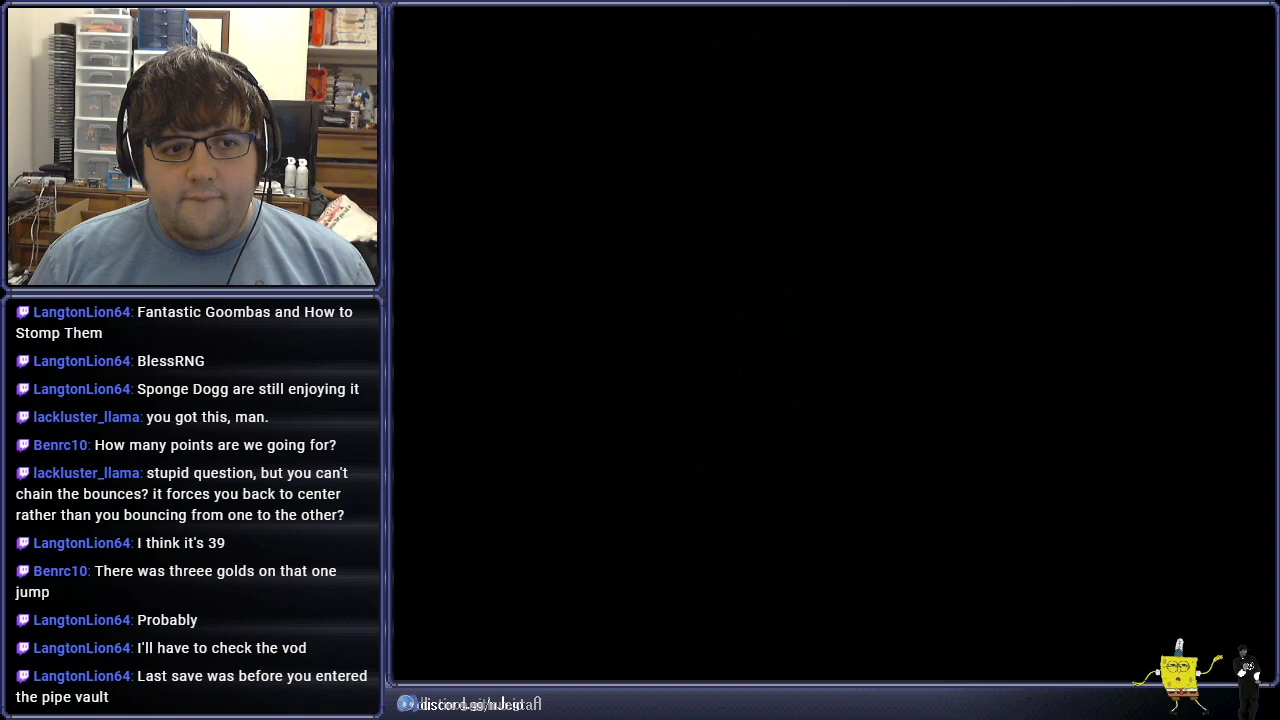 LangtonLion64: Fantastic Goombas and How to
Stomp Them
LangtonLion64: BlessRNG
LangtonLion64: Sponge Dogg are still enjoying it
lackluster_llama: you got this, man.
Benrc10: How many points are we going for?
lackluster_llama: stupid question, but you can't
chain the bounces? it forces you back to center
rather than you bouncing from one to the other?
LangtonLion64: I think it's 39
Benrc10: There was threee golds on that one
jump
LangtonLion64: Probably
LangtonLion64: I'll have to check the vod
LangtonLion64: Last save was before you entered
the pipe vault